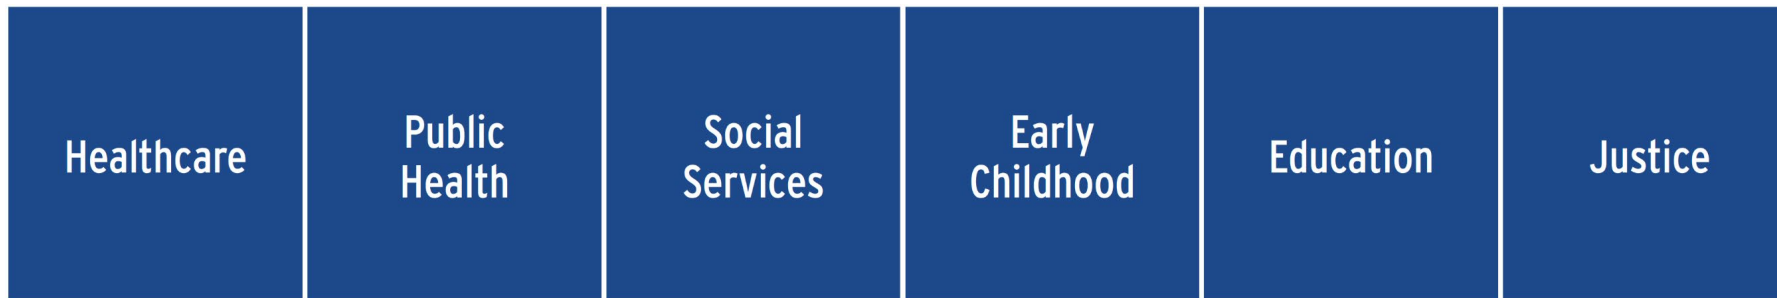 Healthcare
Public
Health
Social
Services
Early
Childhood
Education
Justice